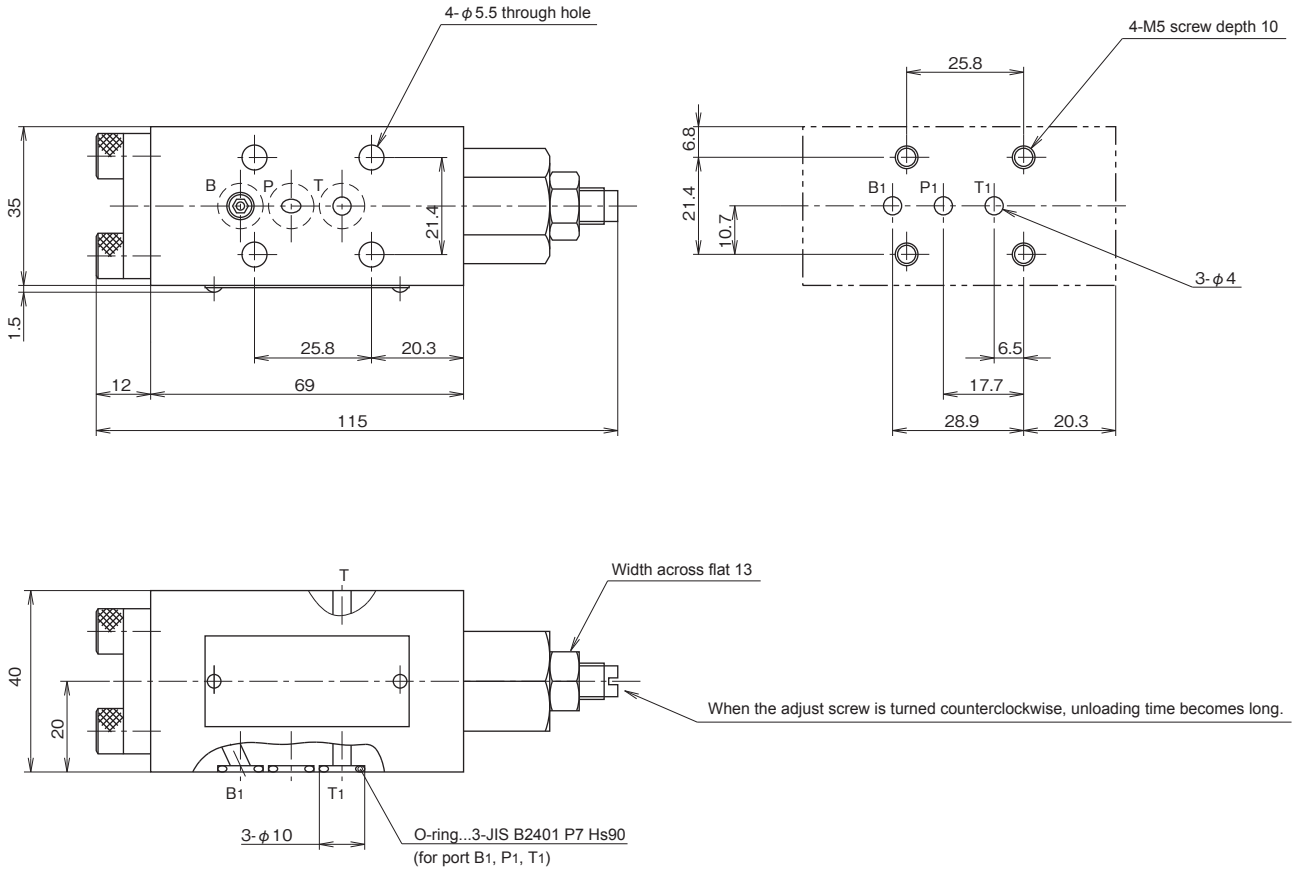 4-φ5.5 through hole
4-M5 screw depth 10
25.8
6.8
21.4
10.7
B1 P1 T1
3-φ4
6.5
17.7
28.9
20.3
B P T
35
21.4
1.5
25.8
20.3
12
69
115
T
Width across flat 13
40
20
When the adjust screw is turned counterclockwise, unloading time becomes long.
B1
T1
3-φ10
O-ring...3-JIS B2401 P7 Hs90
(for port B1, P1, T1)